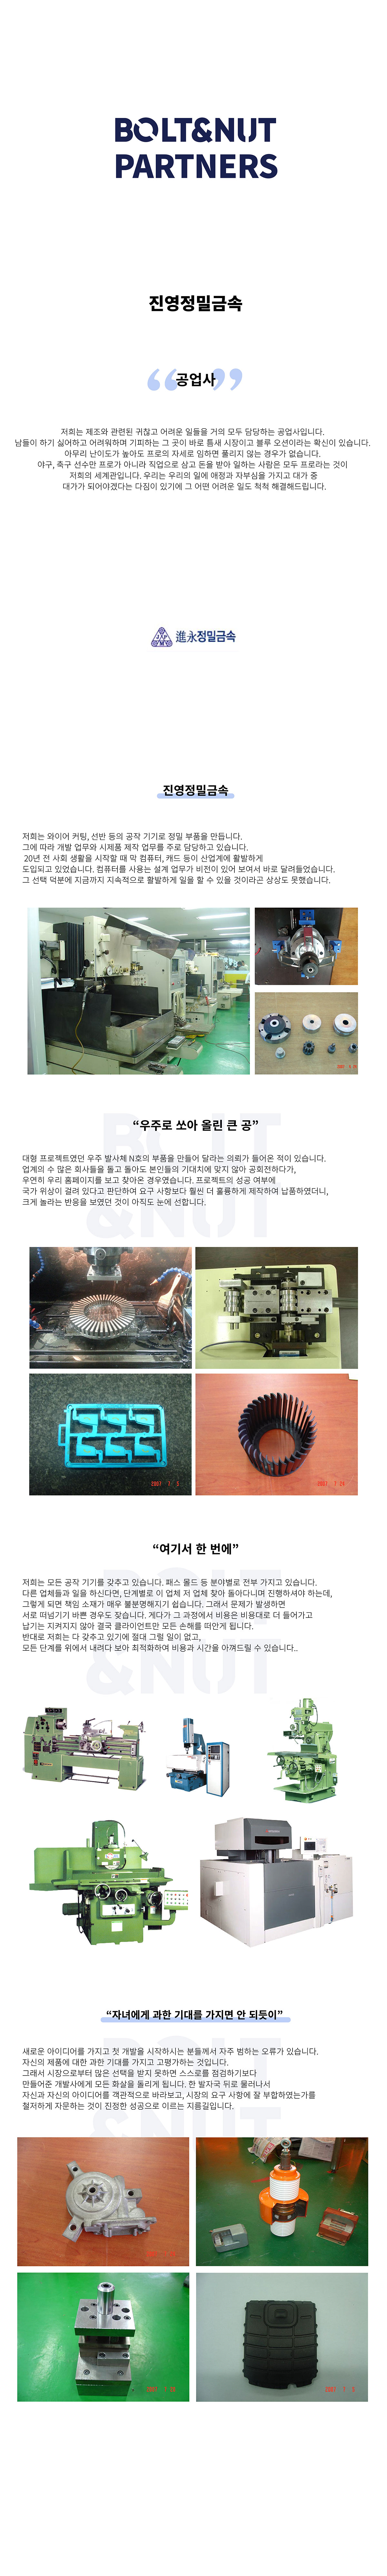 BOLT&NUT
PARTNERS
진영정밀금속
“ 공업사 ”
저희는 제조와 관련된 귀찮고 어려운 일들을 거의 모두 담당하는 공업사입니다.
남들이 하기 싫어하고 어려워하며 기피하는 그 곳이 바로 틈새 시장이고 블루 오션이라는 확신이 있습니다.
아무리 난이도가 높아도 프로의 자세로 임하면 풀리지 않는 경우가 없습니다.
야구, 축구 선수만 프로가 아니라 직업으로 삼고 돈을 받아 일하는 사람은 모두 프로라는 것이
저희의 세계관입니다. 우리는 우리의 일에 애정과 자부심을 가지고 대가 중
대가가 되어야겠다는 다짐이 있기에 그 어떤 어려운 일도 척척 해결해드립니다.
進永정밀금속
진영정밀금속
저희는 와이어 커팅, 선반 등의 공작 기기로 정밀 부품을 만듭니다.
그에 따라 개발 업무와 시제품 제작 업무를 주로 담당하고 있습니다.
20년 전 사회 생활을 시작할 때 막 컴퓨터, 캐드 등이 산업계에 활발하게
도입되고 있었습니다. 컴퓨터를 사용는 설계 업무가 비전이 있어 보여서 바로 달려들었습니다.
그 선택 덕분에 지금까지 지속적으로 활발하게 일을 할 수 있을 것이라곤 상상도 못했습니다.
BOLT
&NUT
“우주로 쏘아 올린 큰 공”
대형 프로젝트였던 우주 발사체 N호의 부품을 만들어 달라는 의뢰가 들어온 적이 있습니다.
업계의 수 많은 회사들을 돌고 돌아도 본인들의 기대치에 맞지 않아 공회전하다가,
우연히 우리 홈페이지를 보고 찾아온 경우였습니다. 프로젝트의 성공 여부에
국가 위상이 걸려 있다고 판단하여 요구 사항보다 훨씬 더 훌륭하게 제작하여 납품하였더니,
크게 놀라는 반응을 보였던 것이 아직도 눈에 선합니다.
“여기서 한 번에”
BOLT
&NUT
저희는 모든 공작 기기를 갖추고 있습니다. 패스 몰드 등 분야별로 전부 가지고 있습니다.
다른 업체들과 일을 하신다면, 단계별로 이 업체 저 업체 찾아 돌아다니며 진행하셔야 하는데,
그렇게 되면 책임 소재가 매우 불분명해지기 쉽습니다. 그래서 문제가 발생하면
서로 떠넘기기 바쁜 경우도 잦습니다. 게다가 그 과정에서 비용은 비용대로 더 들어가고
납기는 지켜지지 않아 결국 클라이언트만 모든 손해를 떠안게 됩니다.
반대로 저희는 다 갖추고 있기에 절대 그럴 일이 없고,
모든 단계를 위에서 내려다 보아 최적화하여 비용과 시간을 아껴드릴 수 있습니다..
“자녀에게 과한 기대를 가지면 안 되듯이”
BOLT
&NUT
새로운 아이디어를 가지고 첫 개발을 시작하시는 분들께서 자주 범하는 오류가 있습니다.
자신의 제품에 대한 과한 기대를 가지고 고평가하는 것입니다.
그래서 시장으로부터 많은 선택을 받지 못하면 스스로를 점검하기보다
만들어준 개발사에게 모든 화살을 돌리게 됩니다. 한 발자국 뒤로 물러나서
자신과 자신의 아이디어를 객관적으로 바라보고, 시장의 요구 사항에 잘 부합하였는가를
철저하게 자문하는 것이 진정한 성공으로 이르는 지름길입니다.